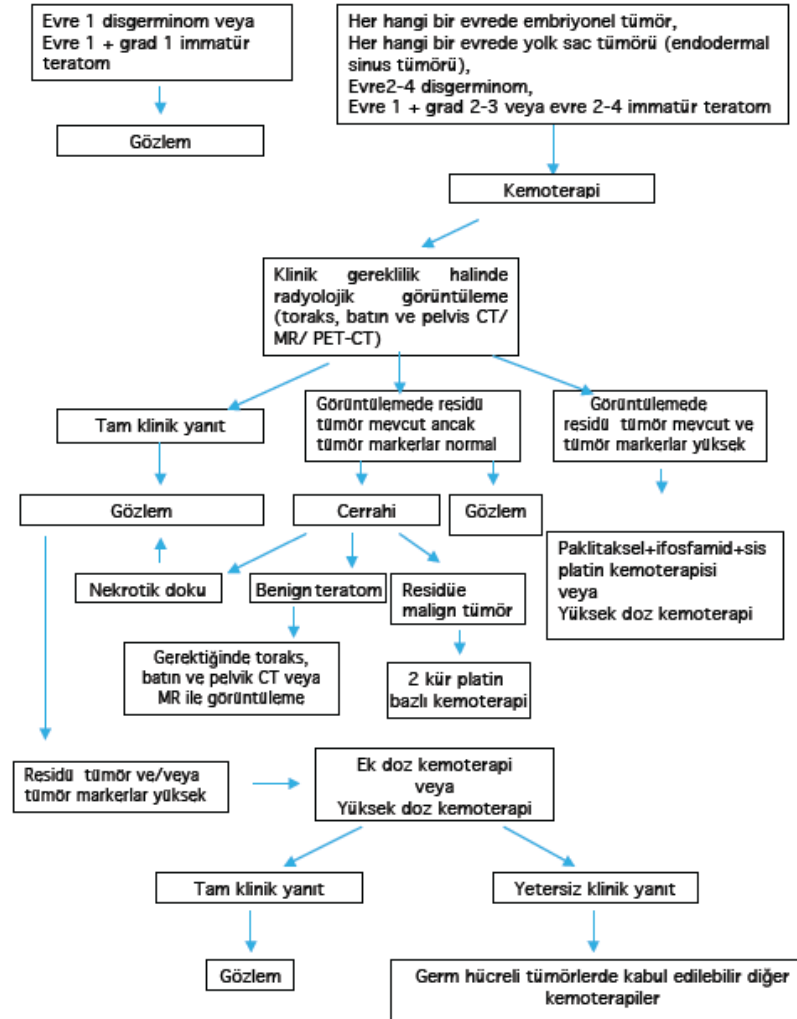 Evre 1 disgerminom veya
Evre 1 + grad 1 immatür
teratom
Her hangi bir evrede embriyonel tümör,
Her hangi bir evrede yolk sac tümörü (endodermal
sinus tümörü),
Evre2-4 disgerminom,
Evre 1 + grad 2-3 veya evre 2-4 immatür teratom
Gözlem
Kemoterapi
Klinik gereklilik halinde
radyolojik görüntüleme
(toraks, batın ve pelvis CT/
MR/ PET-CT)
Tam klinik yanıt
Görüntülemede residü
tümör mevcut ancak
tümör markerlar normal
Görüntülemede
residü tümör mevcut ve
tümör markerlar yüksek
Gözlem
Cerrahi
Gözlem
Paklitaksel+ifosfamid+sis
platin kemoterapisi
veya
Yüksek doz kemoterapi
Nekrotik doku
Benign teratom
Residüe
malign tümör
Gerektiğinde toraks,
batın ve pelvik CT veya
MR ile görüntüleme
2 kür platin
bazlı kemoterapi
Residü tümör ve/veya
tümör markerlar yüksek
Ek doz kemoterapi
veya
Yüksek doz kemoterapi
Tam klinik yanıt
Yetersiz klinik yanıt
Gözlem
Germ hücreli tümörlerde kabul edilebilir diğer
kemoterapiler